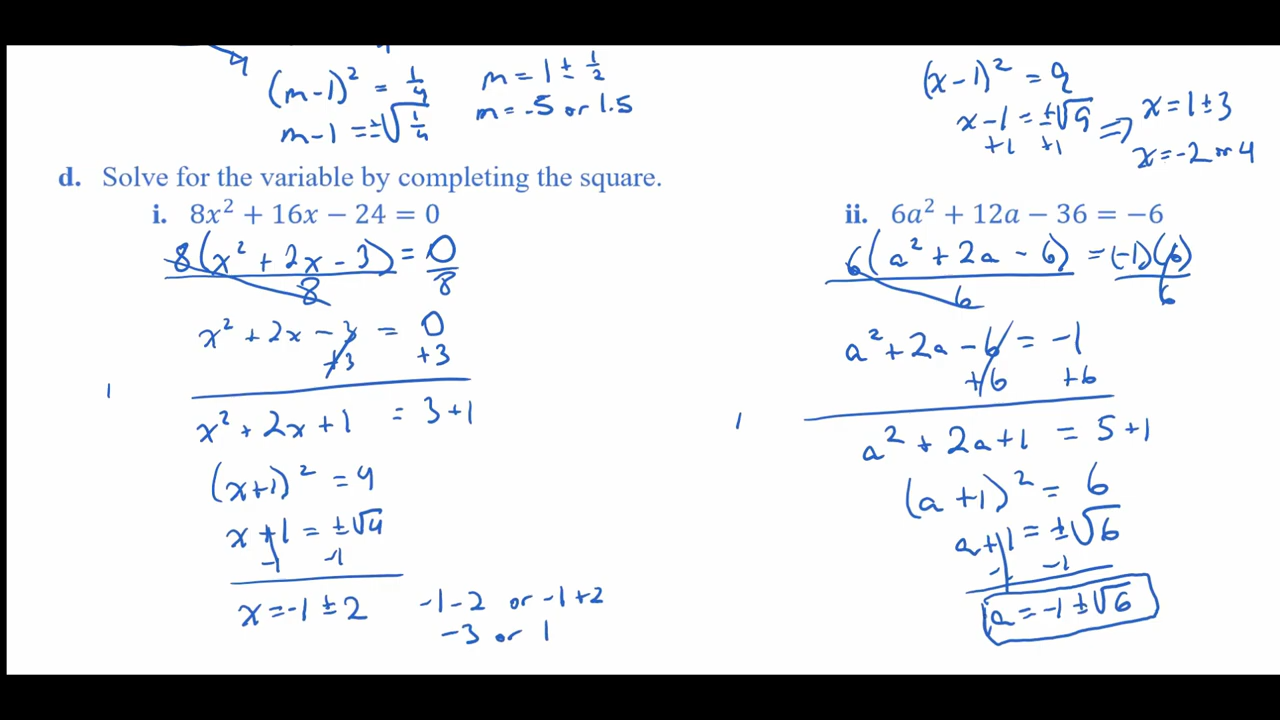 (m-1)² = 1/4
m-1 = ±√1/4
m = 1 ± 1/2
m = -.5 or 1.5
(x-1)² = 9
x-1 = ±√9 ⇒
+1 +1
x = 1 ± 3
x = -2 or 4
d. Solve for the variable by completing the square.
i. 8x² + 16x − 24 = 0
8(x² + 2x - 3) = 0
8 8
x² + 2x - 3 = 0
+3 +3
1
x² + 2x + 1 = 3+1
(x+1)² = 4
x + 1 = ±√4
-1 -1
x = -1 ± 2
-1-2 or -1+2
-3 or 1
ii. 6a² + 12a − 36 = −6
6(a² + 2a - 6) = (-1)(6)
6 6
a² + 2a - 6 = -1
+6 +6
1
a² + 2a + 1 = 5 + 1
(a + 1)² = 6
a + 1 = ±√6
-1 -1
a = -1 ± √6